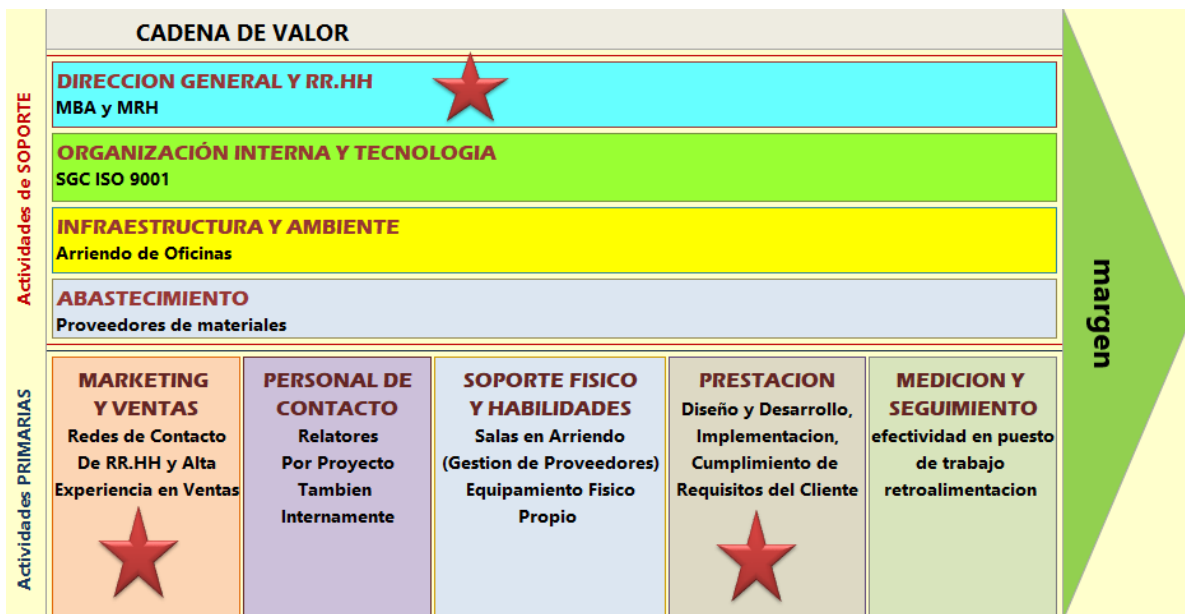 CADENA DE VALOR
Actividades de SOPORTE
DIRECCION GENERAL Y RR.HH
MBA y MRH
ORGANIZACIÓN INTERNA Y TECNOLOGIA
SGC ISO 9001
INFRAESTRUCTURA Y AMBIENTE
Arriendo de Oficinas
ABASTECIMIENTO
Proveedores de materiales
Actividades PRIMARIAS
MARKETING
Y VENTAS
Redes de Contacto
De RR.HH y Alta
Experiencia en Ventas
PERSONAL DE
CONTACTO
Relatores
Por Proyecto
Tambien
Internamente
SOPORTE FISICO
Y HABILIDADES
Salas en Arriendo
(Gestion de Proveedores)
Equipamiento Fisico
Propio
PRESTACION
Diseño y Desarrollo,
Implementacion,
Cumplimiento de
Requisitos del Cliente
MEDICION Y
SEGUIMIENTO
efectividad en puesto
de trabajo
retroalimentacion
margen